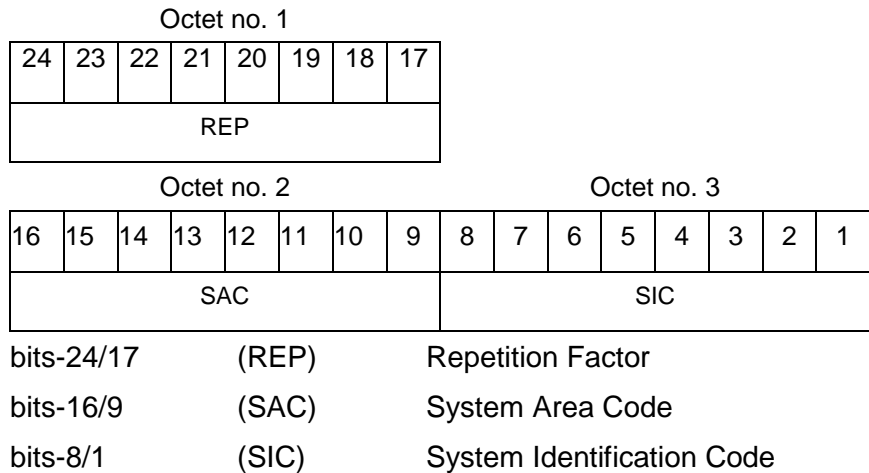 Octet no. 1
24 23 22 21 20 19 18 17
REP
Octet no. 2 Octet no. 3
16 15 14 13 12 11 10 9 8 7 6 5 4 3 2 1
SAC SIC
bits-24/17 (REP) Repetition Factor
bits-16/9 (SAC) System Area Code
bits-8/1 (SIC) System Identification Code